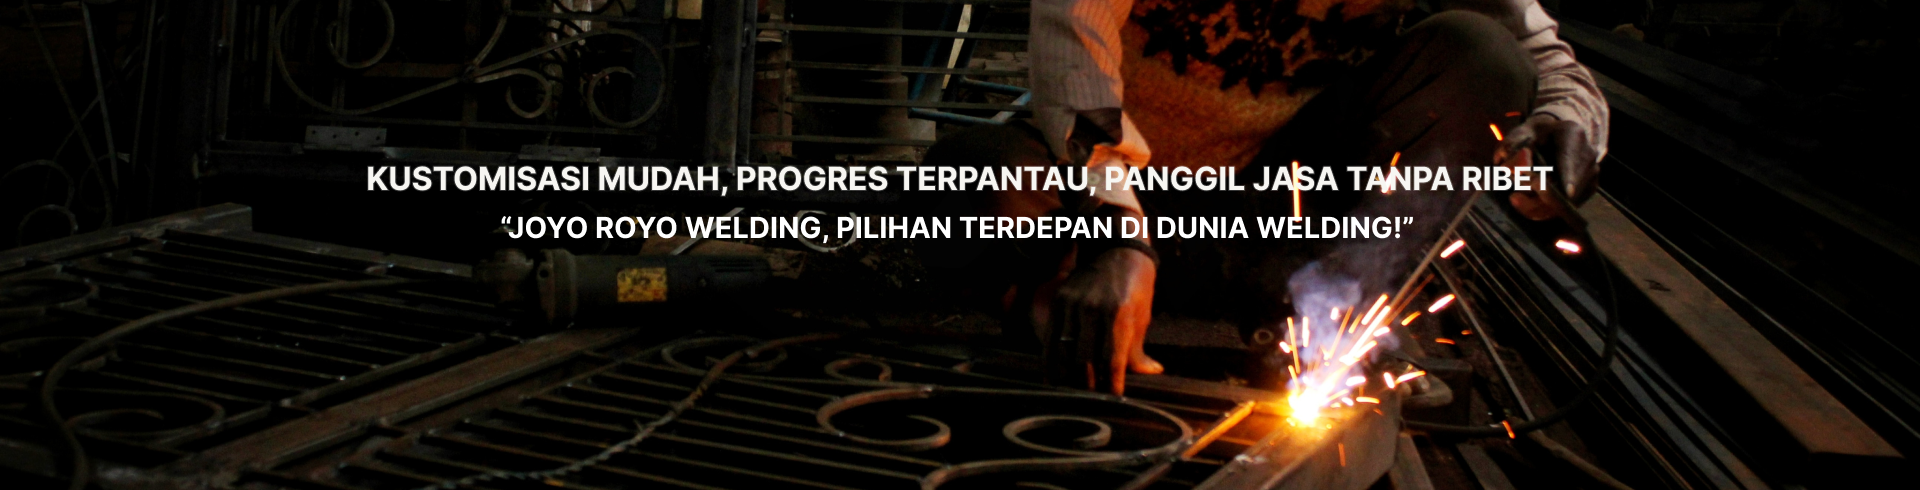 KUSTOMISASI MUDAH, PROGRES TERPANTAU, PANGGIL JASA TANPA RIBET
“JOYO ROYO WELDING, PILIHAN TERDEPAN DI DUNIA WELDING!”